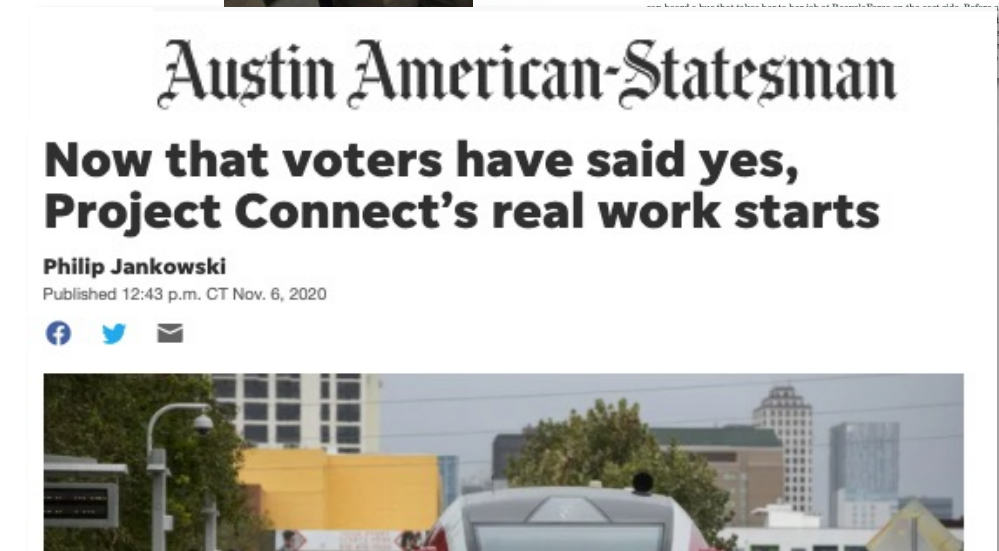 Austin American-Statesman
Now that voters have said yes,
Project Connect's real work starts
Philip Jankowski
Published 12:43 p.m. CT Nov. 6, 2020